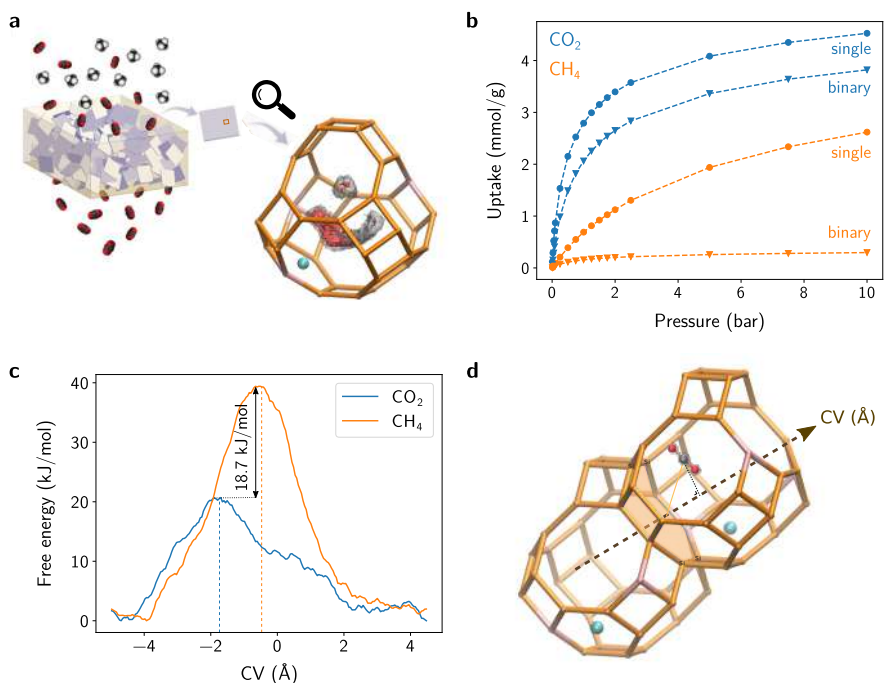 a
b
CO₂
CH₄
single
binary
single
binary
Uptake (mmol/g)
4
3
2
1
0
0
2
4
6
8
10
Pressure (bar)
c
40
30
20
10
0
Free energy (kJ/mol)
18.7 kJ/mol
CO₂
CH₄
−4
−2
0
2
4
CV (Å)
d
CV (Å)